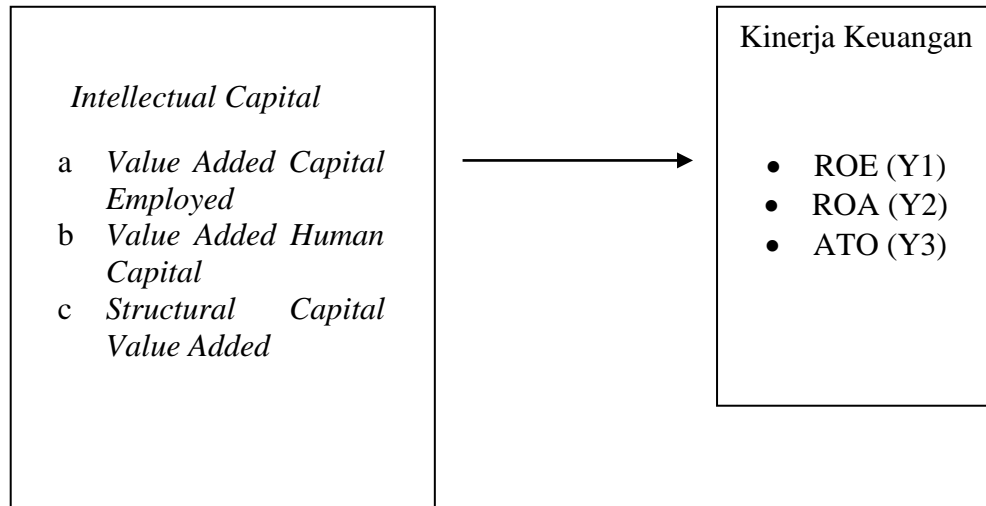 Intellectual Capital
a Value Added Capital
Employed
b Value Added Human
Capital
c Structural Capital
Value Added
Kinerja Keuangan
• ROE (Y1)
• ROA (Y2)
• ATO (Y3)